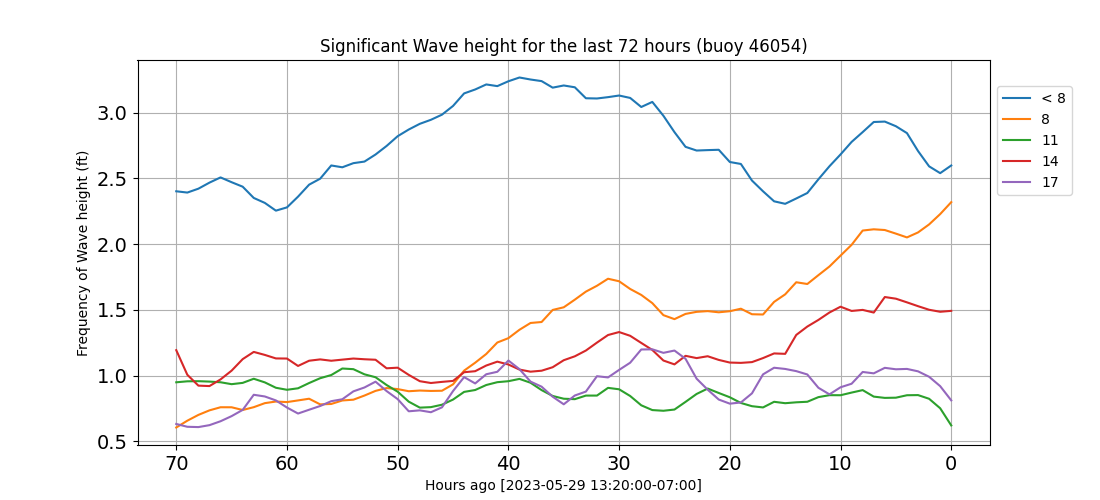 Significant Wave height for the last 72 hours (buoy 46054)
Frequency of Wave height (ft)
3.0
2.5
2.0
1.5
1.0
0.5
70 60 50 40 30 20 10 0
Hours ago [2023-05-29 13:20:00-07:00]
< 8
8
11
14
17